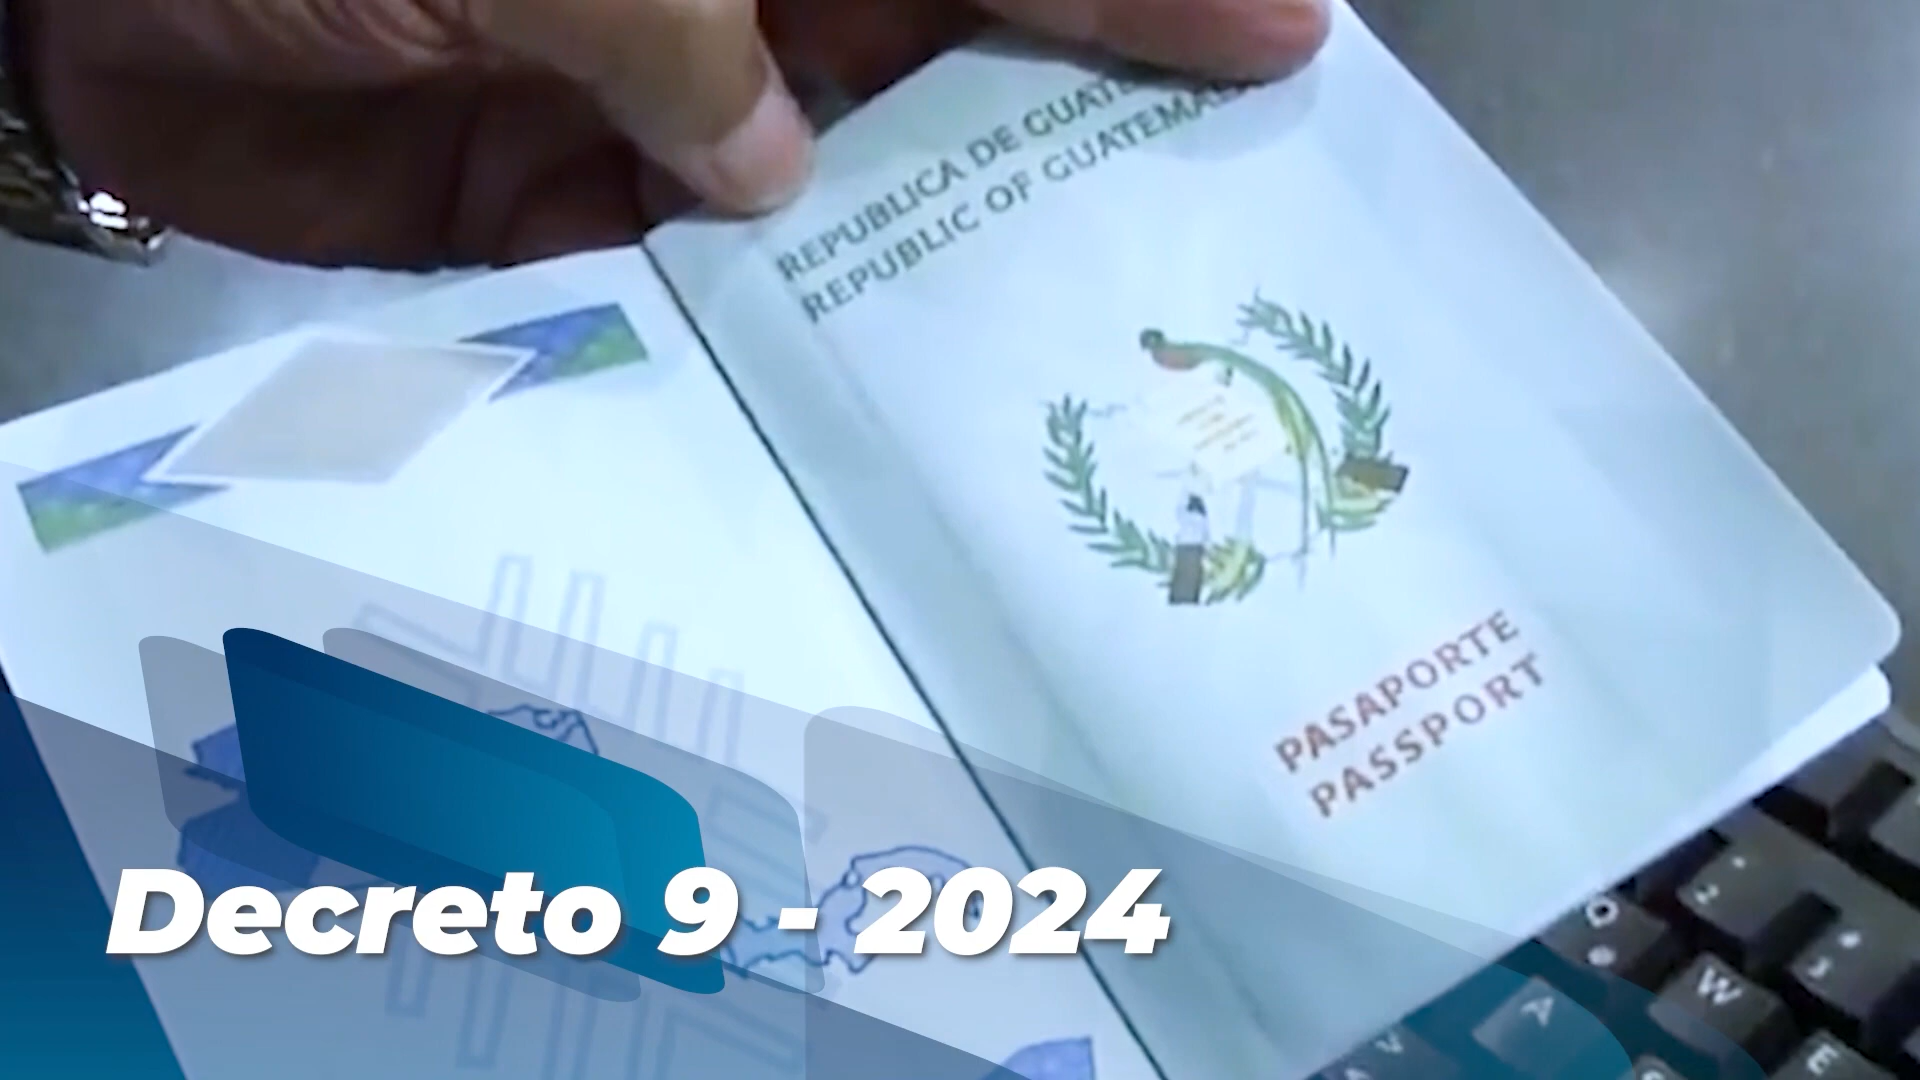 REPUBLICA DE GUATE
REPUBLIC OF GUATEMA
PASAPORTE
PASSPORT
Decreto 9 - 2024
Q
W
A
E